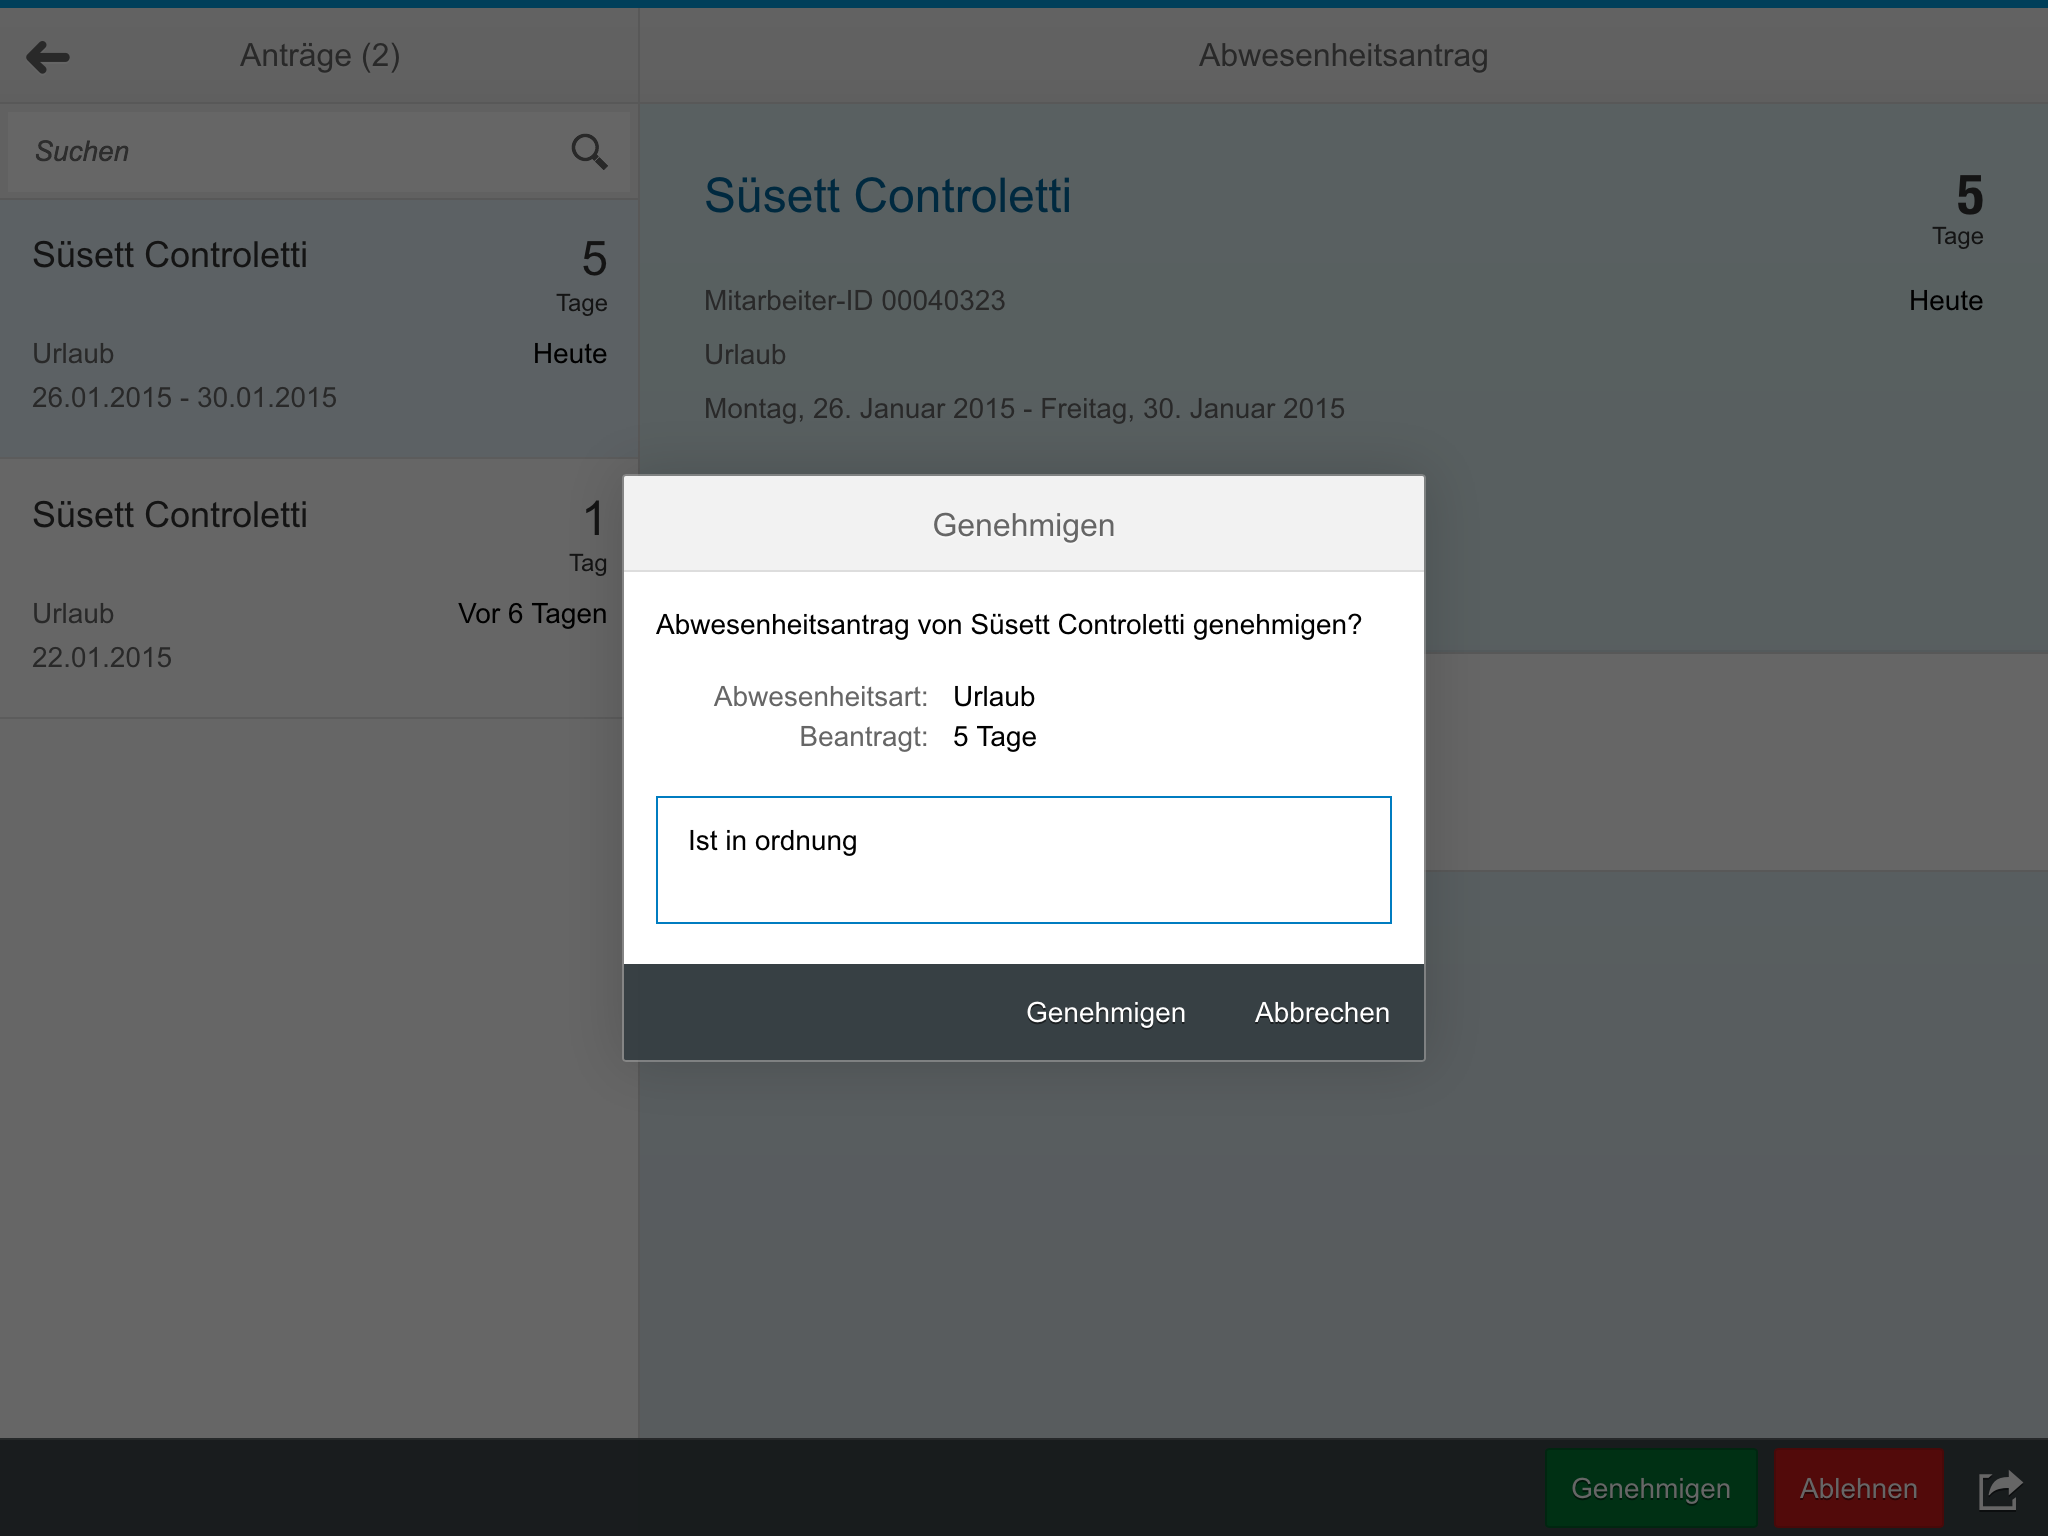 Anträge (2)
Abwesenheitsantrag
Suchen
Süsett Controletti
5
Tage
Urlaub
Heute
26.01.2015 - 30.01.2015
Süsett Controletti
1
Tag
Urlaub
Vor 6 Tagen
22.01.2015
Süsett Controletti
5
Tage
Mitarbeiter-ID 00040323
Heute
Urlaub
Montag, 26. Januar 2015 - Freitag, 30. Januar 2015
Genehmigen
Abwesenheitsantrag von Süsett Controletti genehmigen?
Abwesenheitsart: Urlaub
Beantragt: 5 Tage
Ist in ordnung
Genehmigen
Abbrechen
Genehmigen
Ablehnen